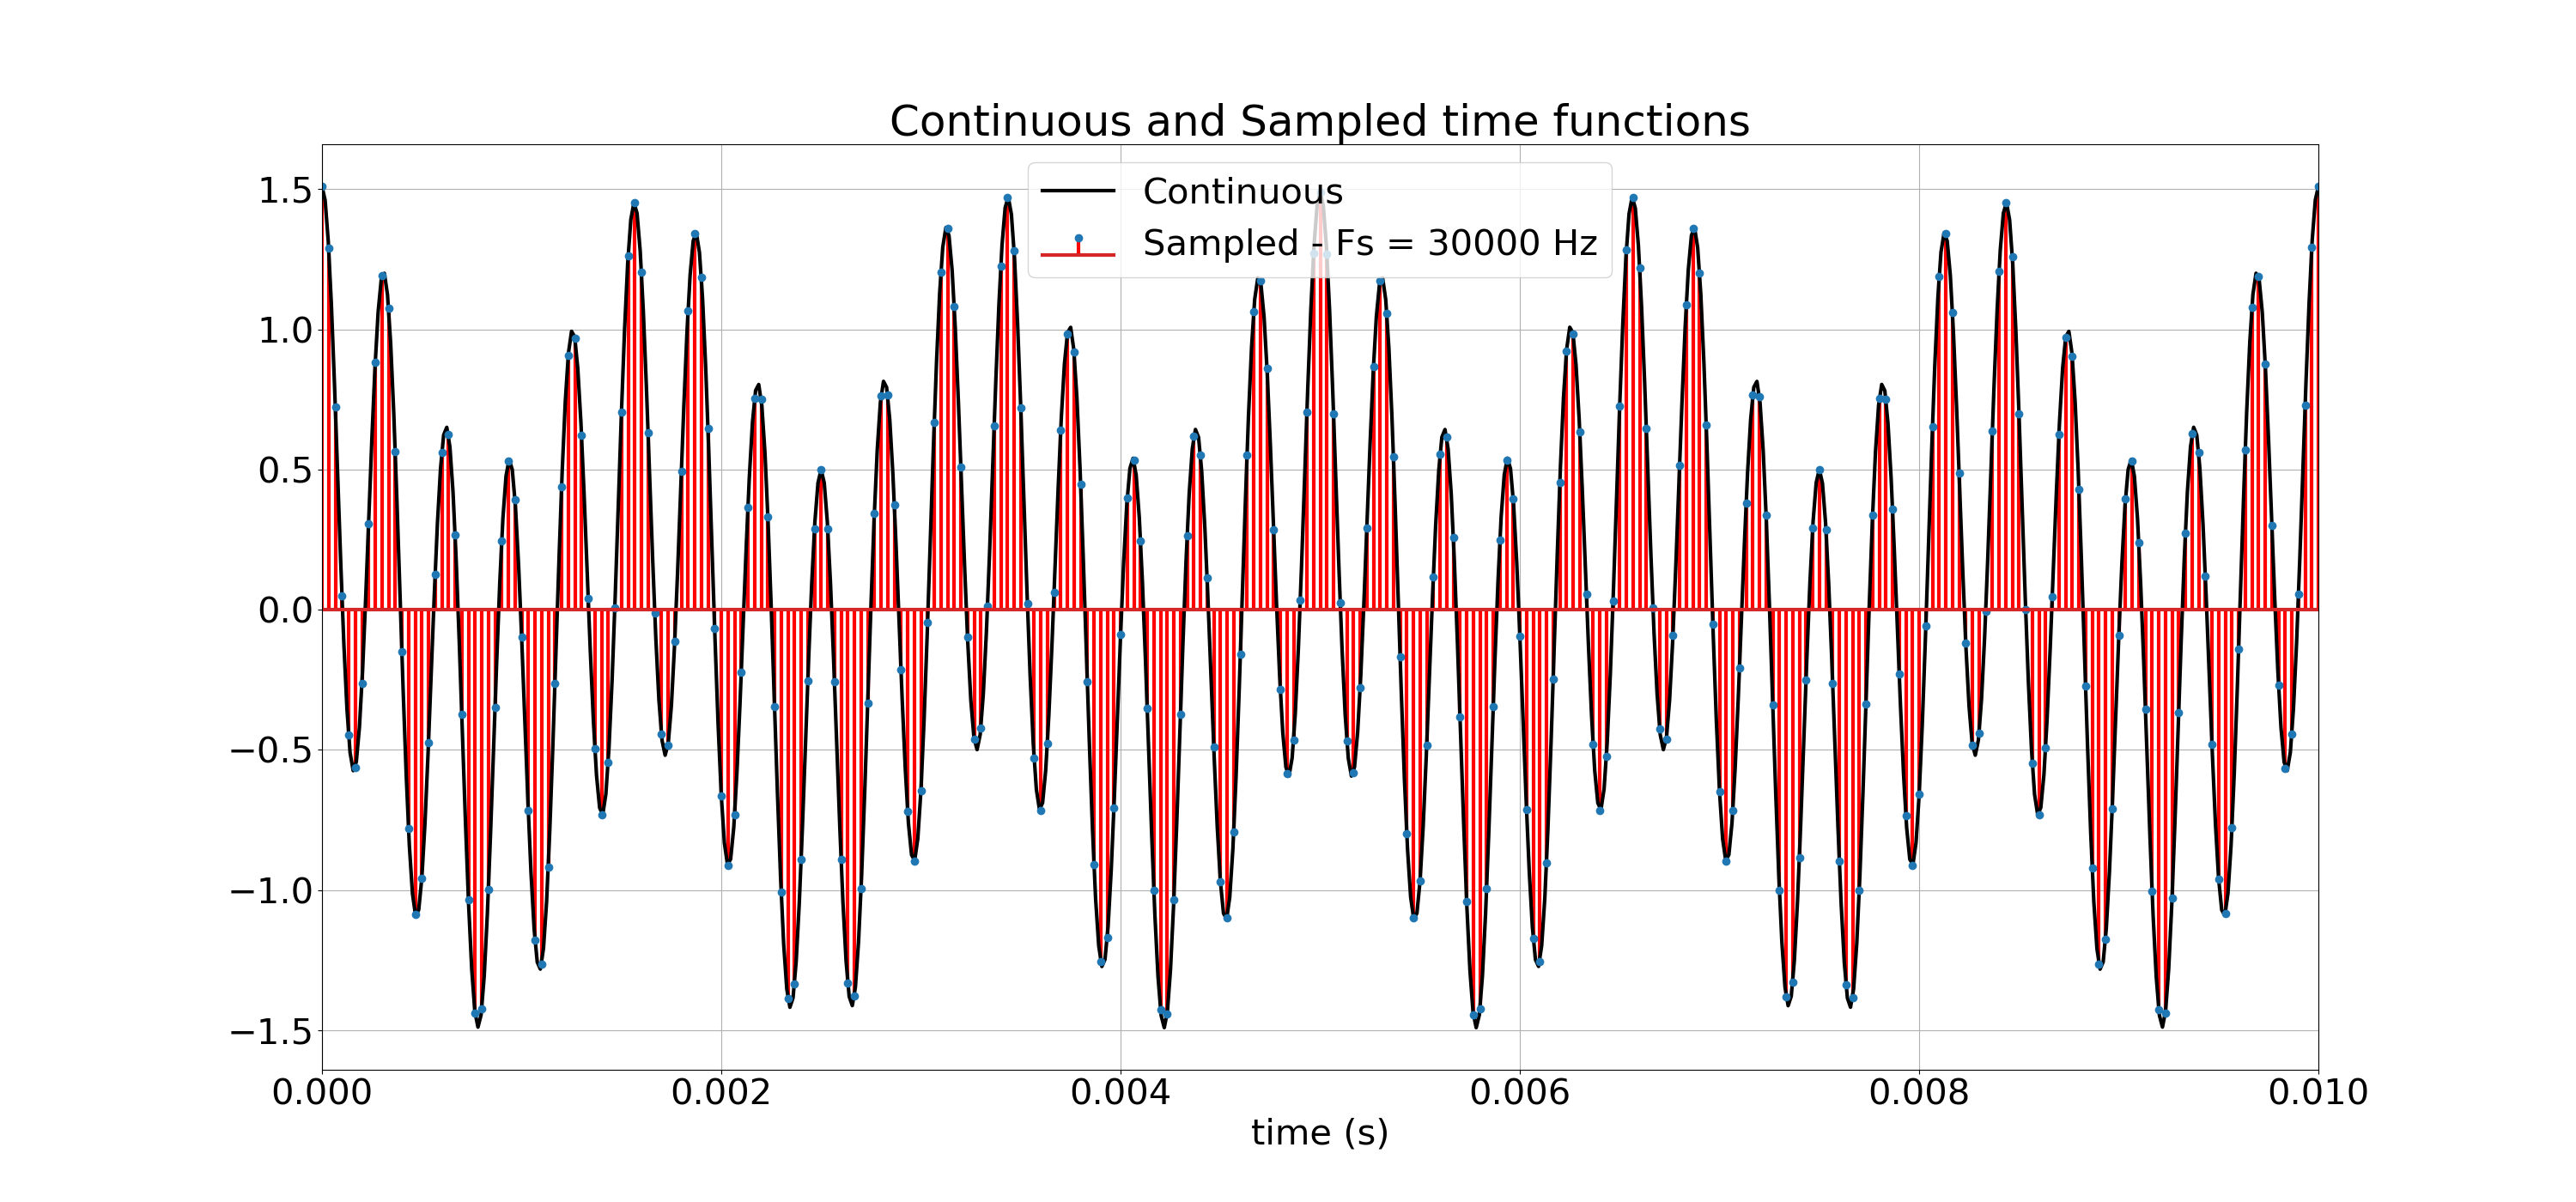 Continuous and Sampled time functions
Continuous
Sampled - Fs = 30000 Hz
1.5
1.0
0.5
0.0
−0.5
−1.0
−1.5
0.000 0.002 0.004 0.006 0.008 0.010
time (s)